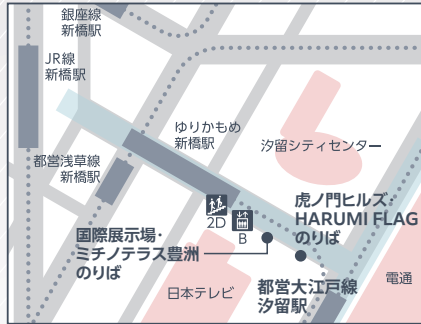 銀座線
新橋駅
JR線
新橋駅
ゆりかもめ
新橋駅
汐留シティセンター
都営浅草線
新橋駅
虎ノ門ヒルズ・
HARUMI FLAG
のりば
2D
B
国際展示場・
ミチノテラス豊洲
のりば
日本テレビ
都営大江戸線
汐留駅
電通